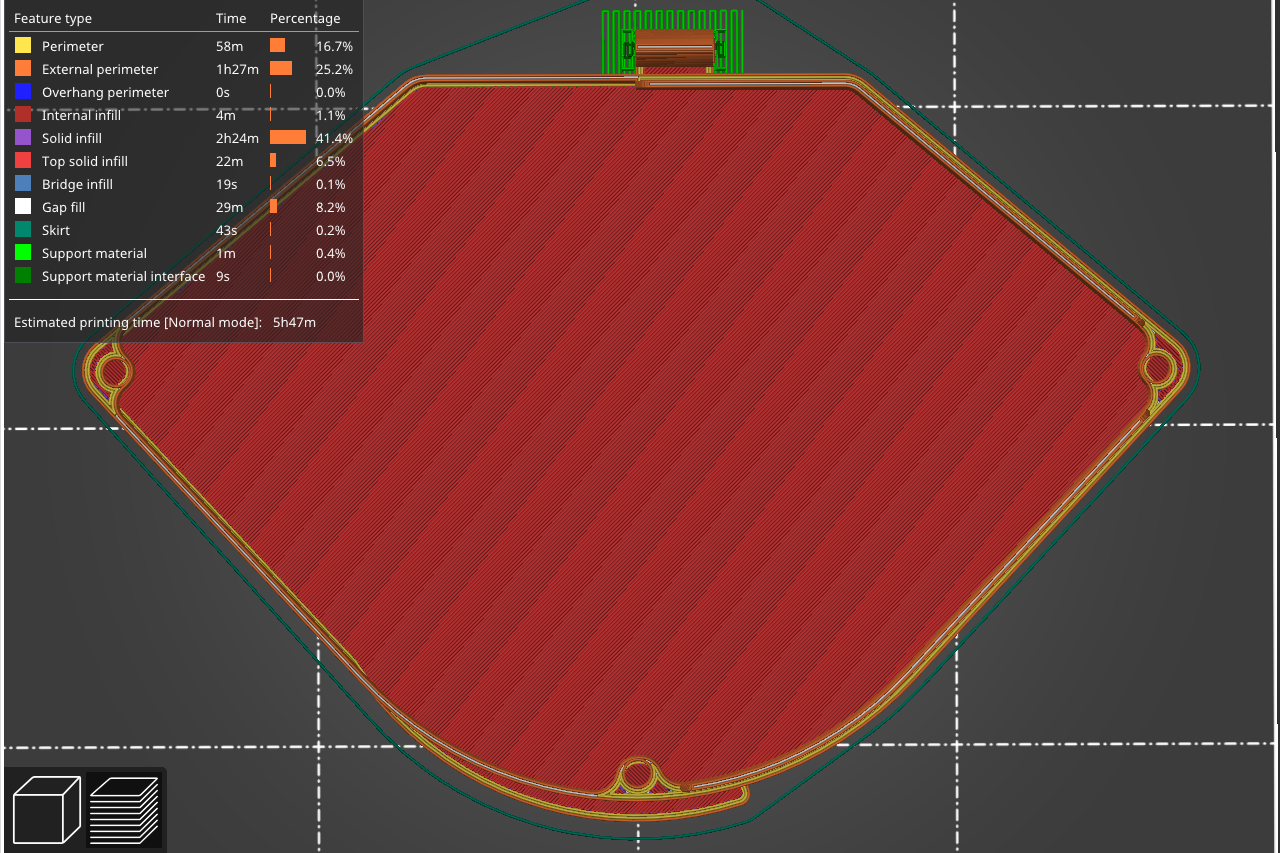 Feature type Time Percentage
Perimeter 58m 16.7%
External perimeter 1h27m 25.2%
Overhang perimeter 0s 0.0%
Internal infill 4m 1.1%
Solid infill 2h24m 41.4%
Top solid infill 22m 6.5%
Bridge infill 19s 0.1%
Gap fill 29m 8.2%
Skirt 43s 0.2%
Support material 1m 0.4%
Support material interface 9s 0.0%
Estimated printing time [Normal mode]: 5h47m